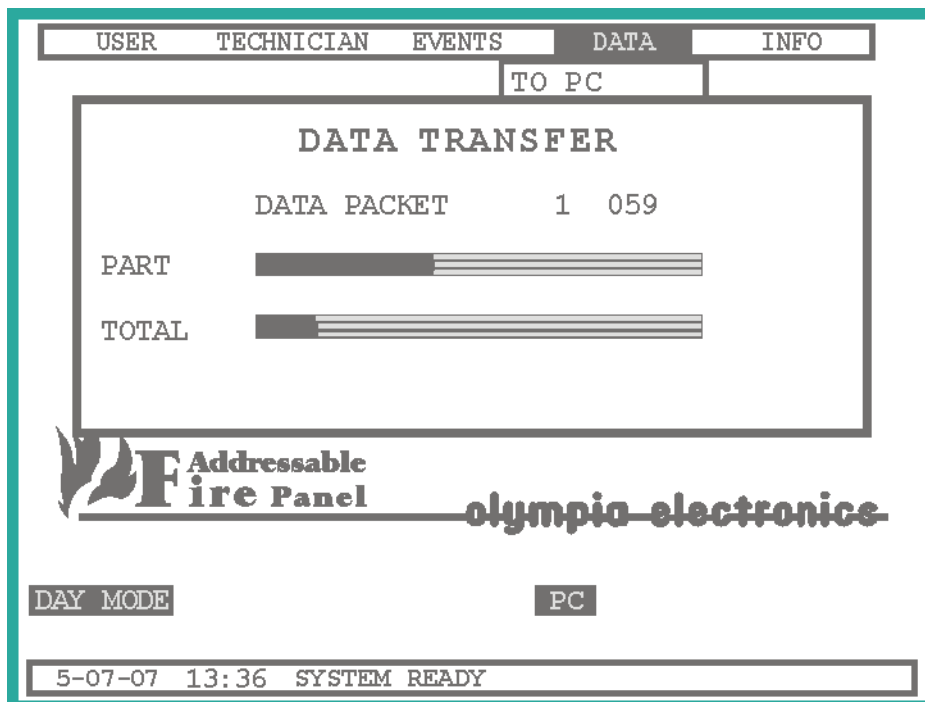 USER TECHNICIAN EVENTS DATA INFO
TO PC
DATA TRANSFER
DATA PACKET 1 059
PART
TOTAL
Addressable
Fire Panel
olympia electronics
DAY MODE PC
5-07-07 13:36 SYSTEM READY